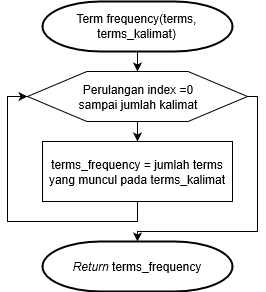 Term frequency(terms,
terms_kalimat)
Perulangan index =0
sampai jumlah kalimat
terms_frequency = jumlah terms
yang muncul pada terms_kalimat
Return terms_frequency